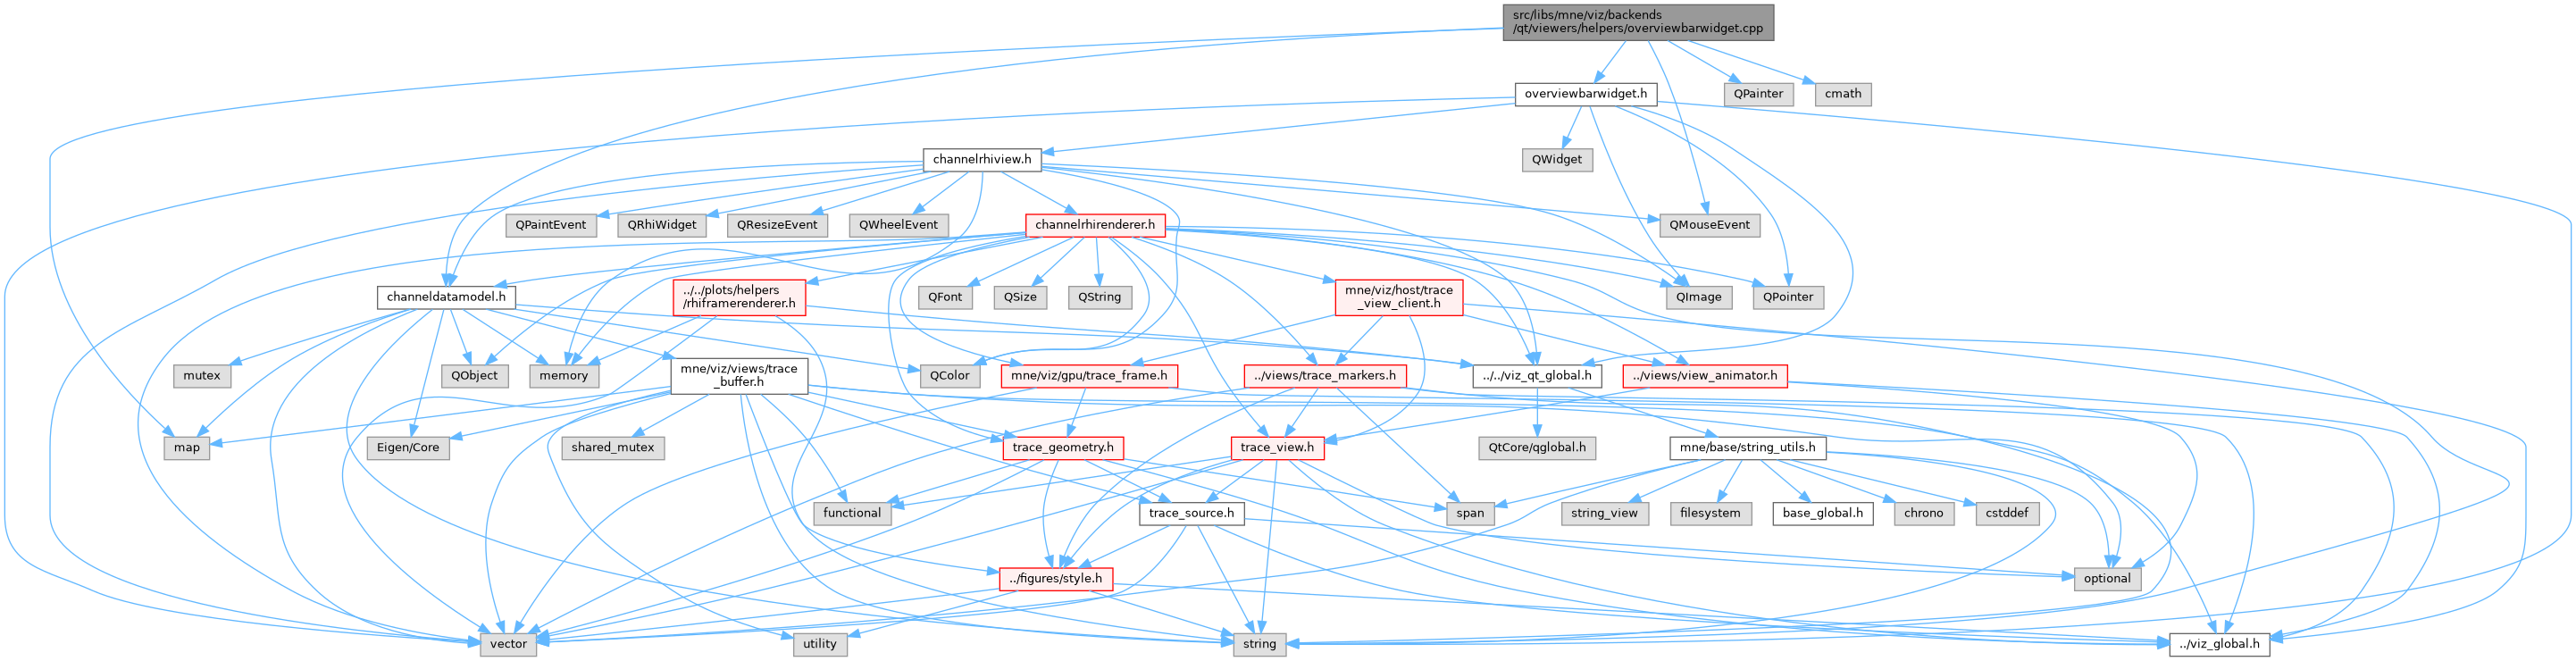 src/libs/mne/viz/backends
/qt/viewers/helpers/overviewbarwidget.cpp
overviewbarwidget.h
QPainter
cmath
channelrhiview.h
QWidget
QPaintEvent
QRhiWidget
QResizeEvent
QWheelEvent
channelrhirenderer.h
QMouseEvent
channeldatamodel.h
../../plots/helpers
/rhiframerenderer.h
QFont
QSize
QString
mne/viz/host/trace
_view_client.h
QImage
QPointer
mutex
QObject
memory
mne/viz/views/trace
_buffer.h
QColor
mne/viz/gpu/trace_frame.h
../views/trace_markers.h
../../viz_qt_global.h
../views/view_animator.h
map
Eigen/Core
shared_mutex
trace_geometry.h
trace_view.h
QtCore/qglobal.h
mne/base/string_utils.h
functional
trace_source.h
span
string_view
filesystem
base_global.h
chrono
cstddef
../figures/style.h
optional
vector
utility
string
../viz_global.h